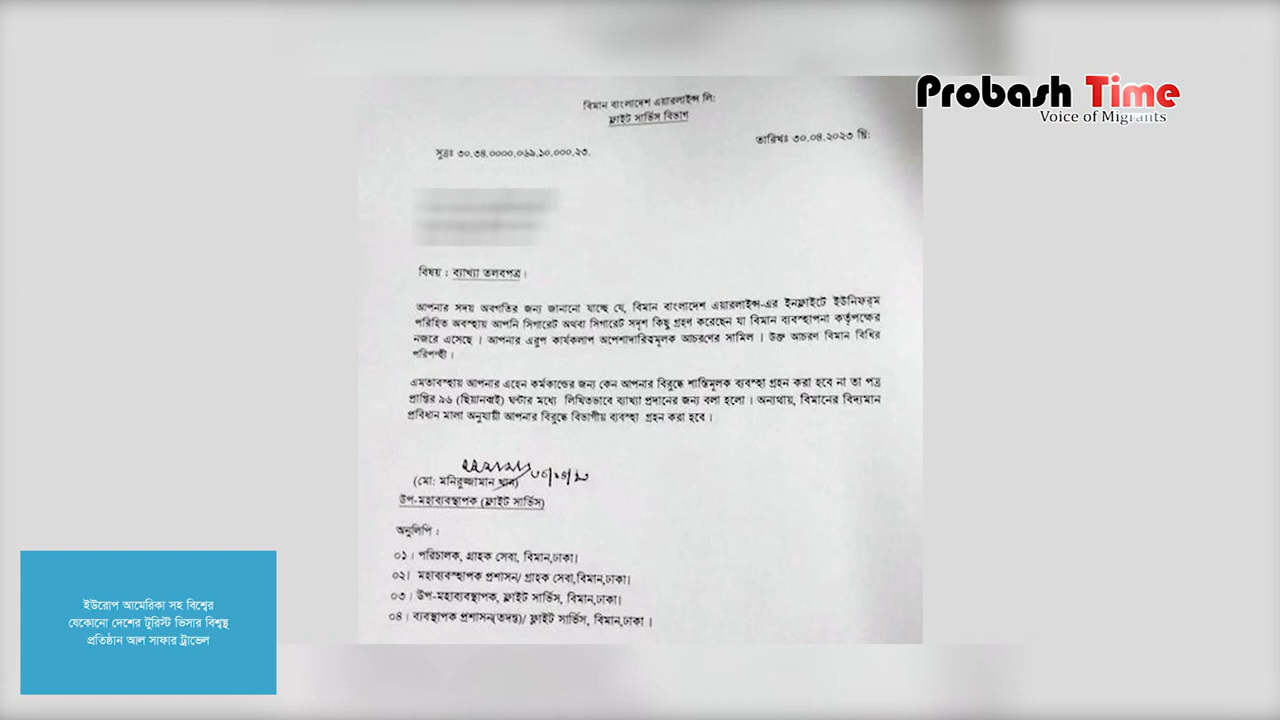 Probash Time
Voice of Migrants
বিমান বাংলাদেশ এয়ারলাইন্স লি:
ফ্লাইট সার্ভিস বিভাগ
তারিখঃ ৩০.০৪.২০২৩ খ্রি:
সুত্রঃ ৩০.৩৪.০০০০.০৬৯.১০.০০০.২৩.
বিষয় : ব্যাখ্যা তলবপত্র।
আপনার সদয় অবগতির জন্য জানানো যাচ্ছে যে, বিমান বাংলাদেশ এয়ারলাইন্স-এর ইনফ্লাইটে ইউনিফর্ম
পরিহিত অবস্থায় আপনি সিগারেট অথবা সিগারেট সদৃশ কিছু গ্রহণ করেছেন যা বিমান ব্যবস্থাপনা কর্তৃপক্ষের
নজরে এসেছে । আপনার এরুপ কার্যকলাপ অপেশাদারিত্বমূলক আচরণের সামিল । উক্ত আচরণ বিমান বিধির
পরিপন্থী ।
এমতাবস্থায় আপনার এহেন কর্মকান্ডের জন্য কেন আপনার বিরুদ্ধে শাস্তিমূলক ব্যবস্থা গ্রহন করা হবে না তা পত্র
প্রাপ্তির ৯৬ (ছিয়ানব্বই) ঘন্টার মধ্যে লিখিতভাবে ব্যাখ্যা প্রদানের জন্য বলা হলো । অন্যথায়, বিমানের বিদ্যমান
প্রবিধান মালা অনুযায়ী আপনার বিরুদ্ধে বিভাগীয় ব্যবস্থা গ্রহন করা হবে ।
(মো: মনিরুজ্জামান খান)
উপ-মহাব্যবস্থাপক (ফ্লাইট সার্ভিস)
অনুলিপি :
০১। পরিচালক, গ্রাহক সেবা, বিমান,ঢাকা।
০২। মহাব্যবস্হাপক প্রশাসন/ গ্রাহক সেবা,বিমান,ঢাকা।
০৩। উপ-মহাব্যবস্থাপক, ফ্লাইট সার্ভিস, বিমান,ঢাকা।
০৪। ব্যবস্থাপক প্রশাসন(তদন্ত)/ ফ্লাইট সার্ভিস, বিমান,ঢাকা ।
ইউরোপ আমেরিকা সহ বিশ্বের
যেকোনো দেশের টুরিস্ট ভিসার বিশ্বস্থ
প্রতিষ্ঠান আল সাফার ট্রাভেল